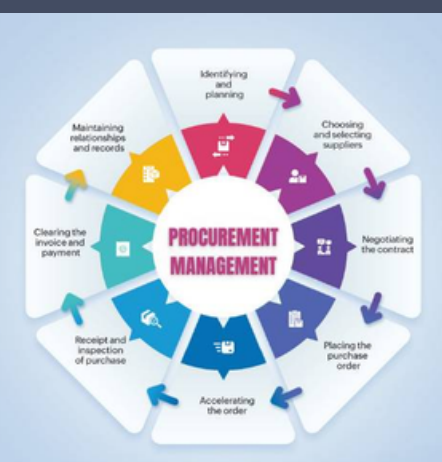 Identifying
and
planning
Choosing
and selecting
suppliers
Negotiating
the contract
Placing the
purchase
order
Accelerating
the order
Receipt and
inspection
of purchase
Clearing the
invoice and
payment
Maintaining
relationships
and records
PROCUREMENT
MANAGEMENT